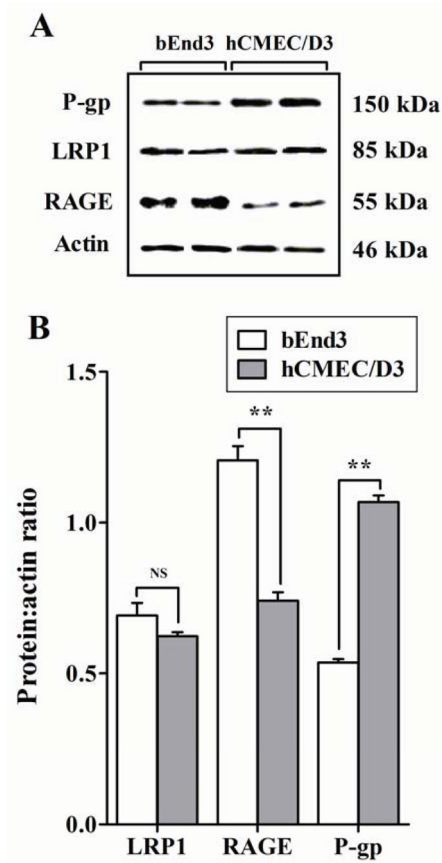 A
bEnd3 hCMEC/D3
P-gp 150 kDa
LRP1 85 kDa
RAGE 55 kDa
Actin 46 kDa
B
bEnd3
hCMEC/D3
Protein:actin ratio
1.5
1.0
0.5
0.0
NS
**
**
LRP1 RAGE P-gp